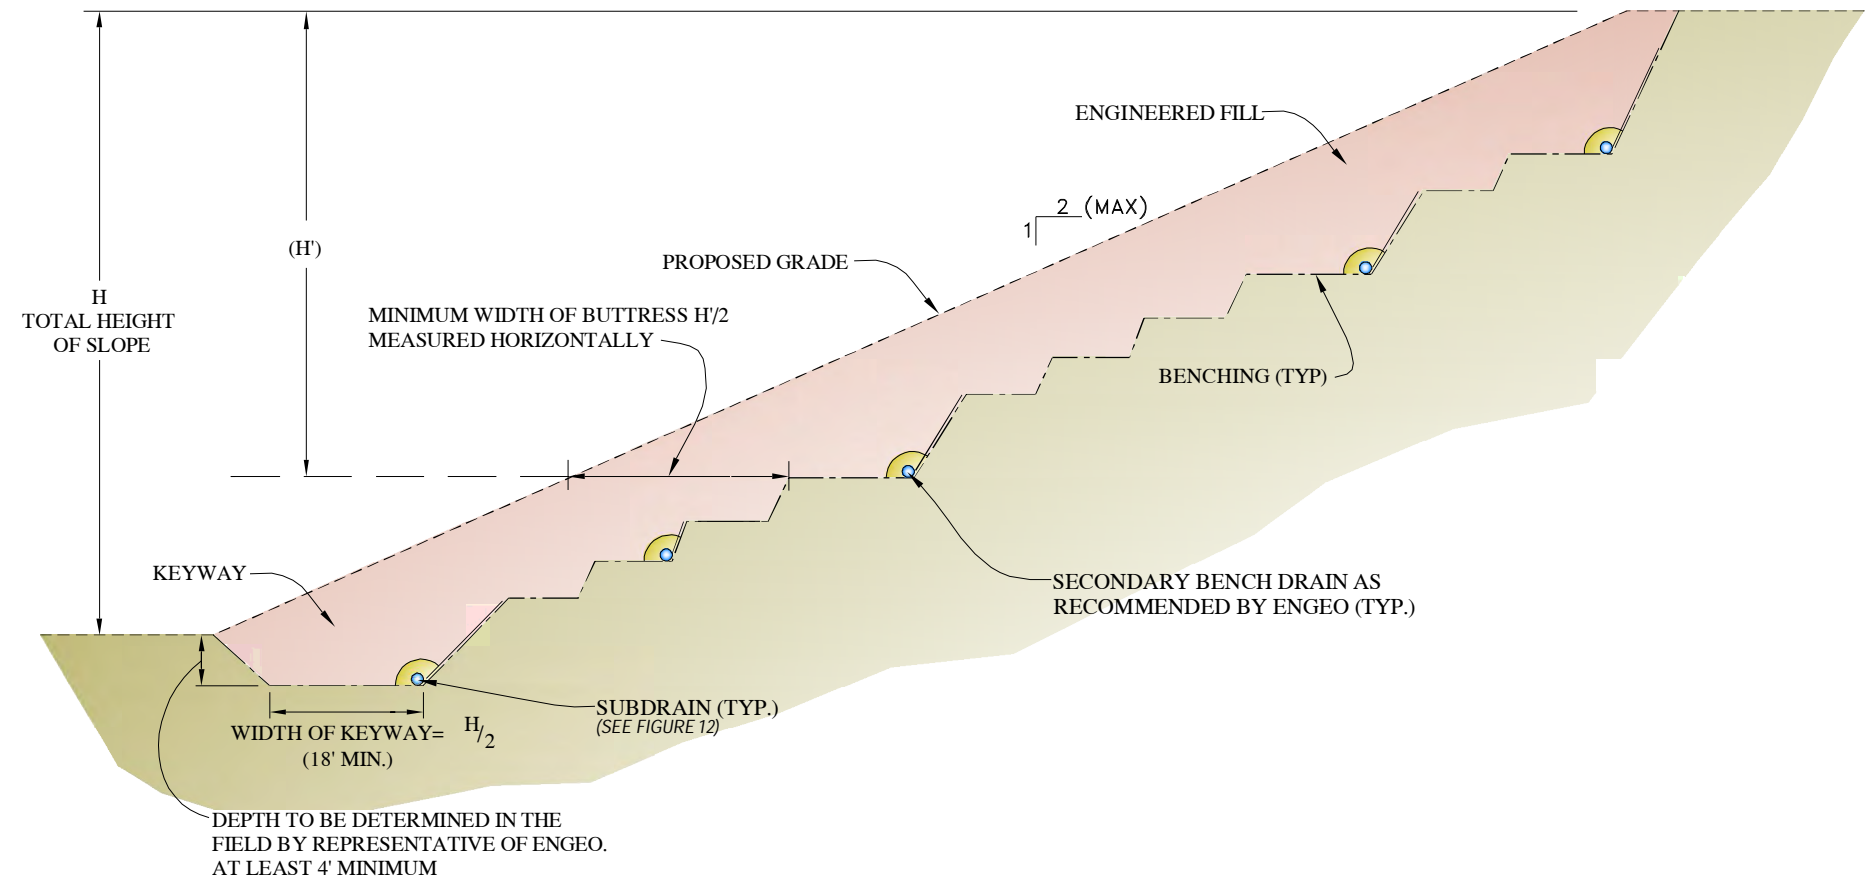 ENGINEERED FILL
2 (MAX)
1
(H')
PROPOSED GRADE
H
TOTAL HEIGHT
OF SLOPE
MINIMUM WIDTH OF BUTTRESS H'/2
MEASURED HORIZONTALLY
BENCHING (TYP)
KEYWAY
SECONDARY BENCH DRAIN AS
RECOMMENDED BY ENGEO (TYP.)
SUBDRAIN (TYP.)
(SEE FIGURE 12)
WIDTH OF KEYWAY= H/2
(18' MIN.)
DEPTH TO BE DETERMINED IN THE
FIELD BY REPRESENTATIVE OF ENGEO.
AT LEAST 4' MINIMUM